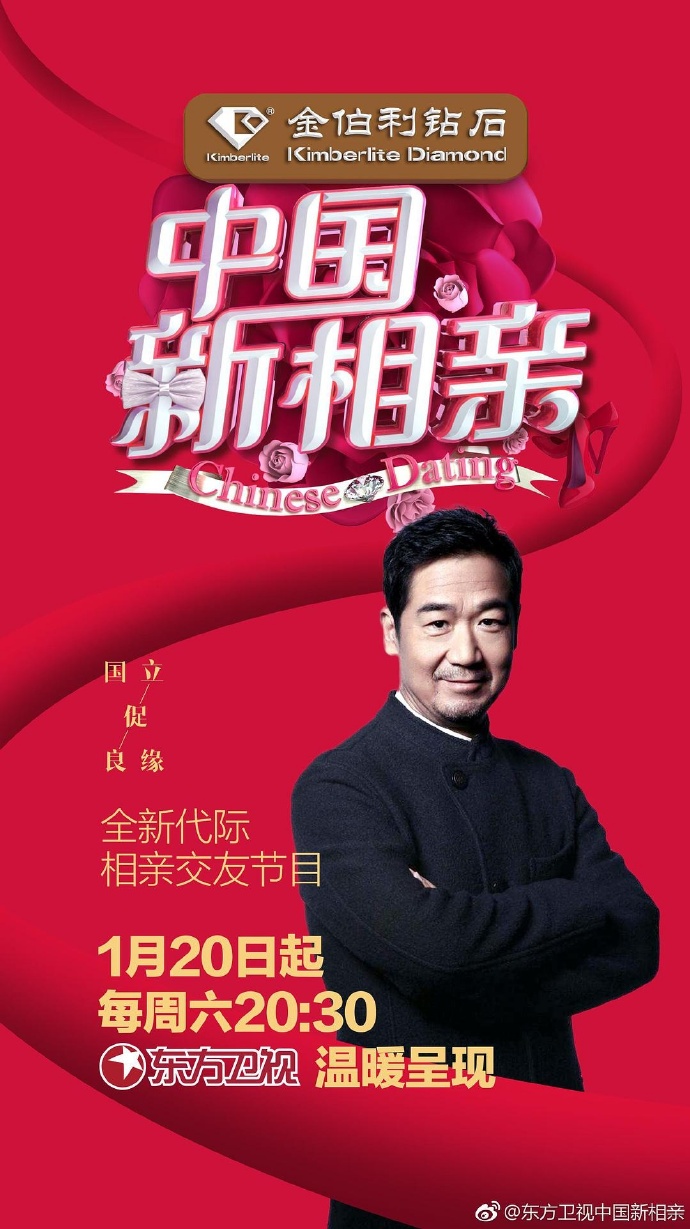 金伯利钻石
Kimberlite
Kimberlite Diamond
中国
新相亲
Chinese Dating
国立
促
良缘
全新代际
相亲交友节目
1月20日起
每周六20:30
东方卫视 温暖呈现
@东方卫视中国新相亲